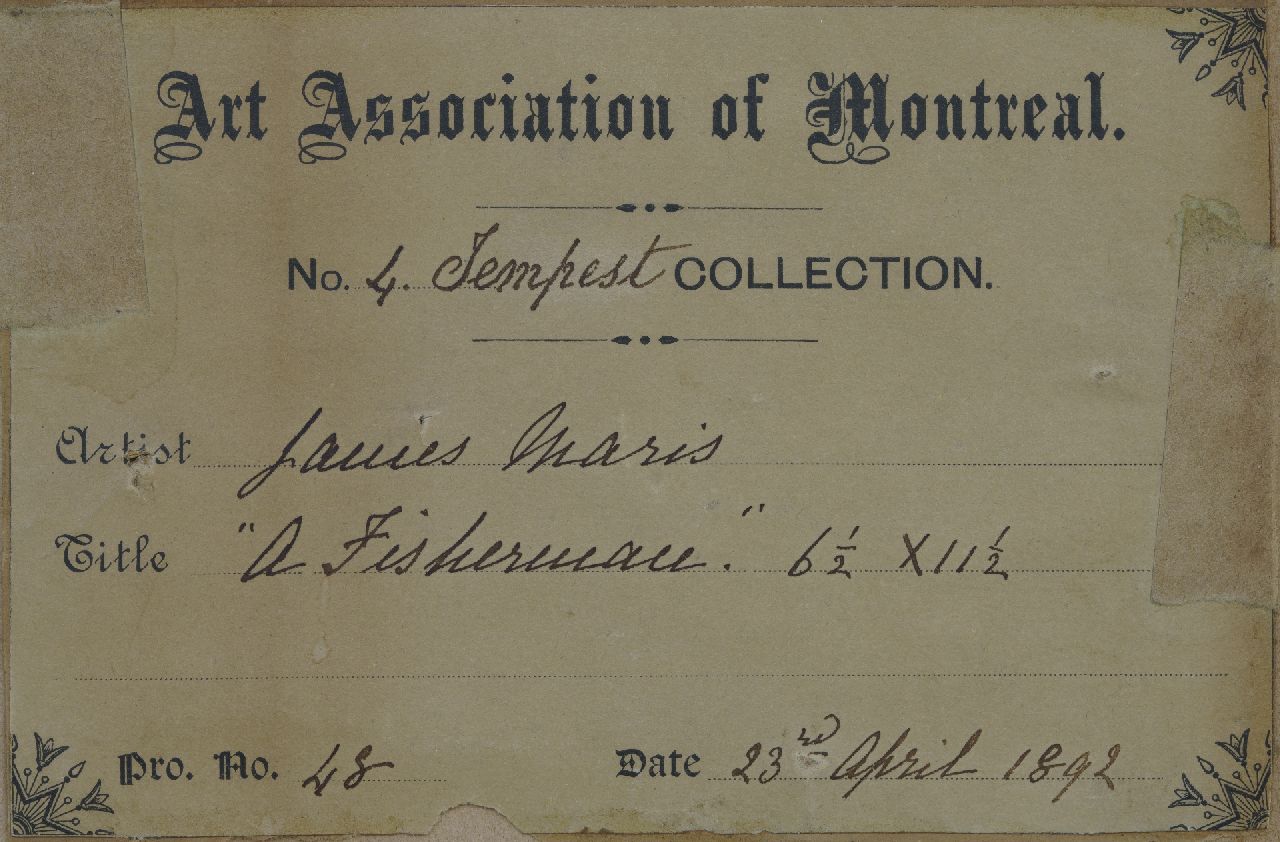 Art Association of Montreal.
No. 4. Tempest COLLECTION.
Artist James Maris
Title "A Fisherman." 6½ X 11½
Pro. No. 48 Date 23rd April 1892